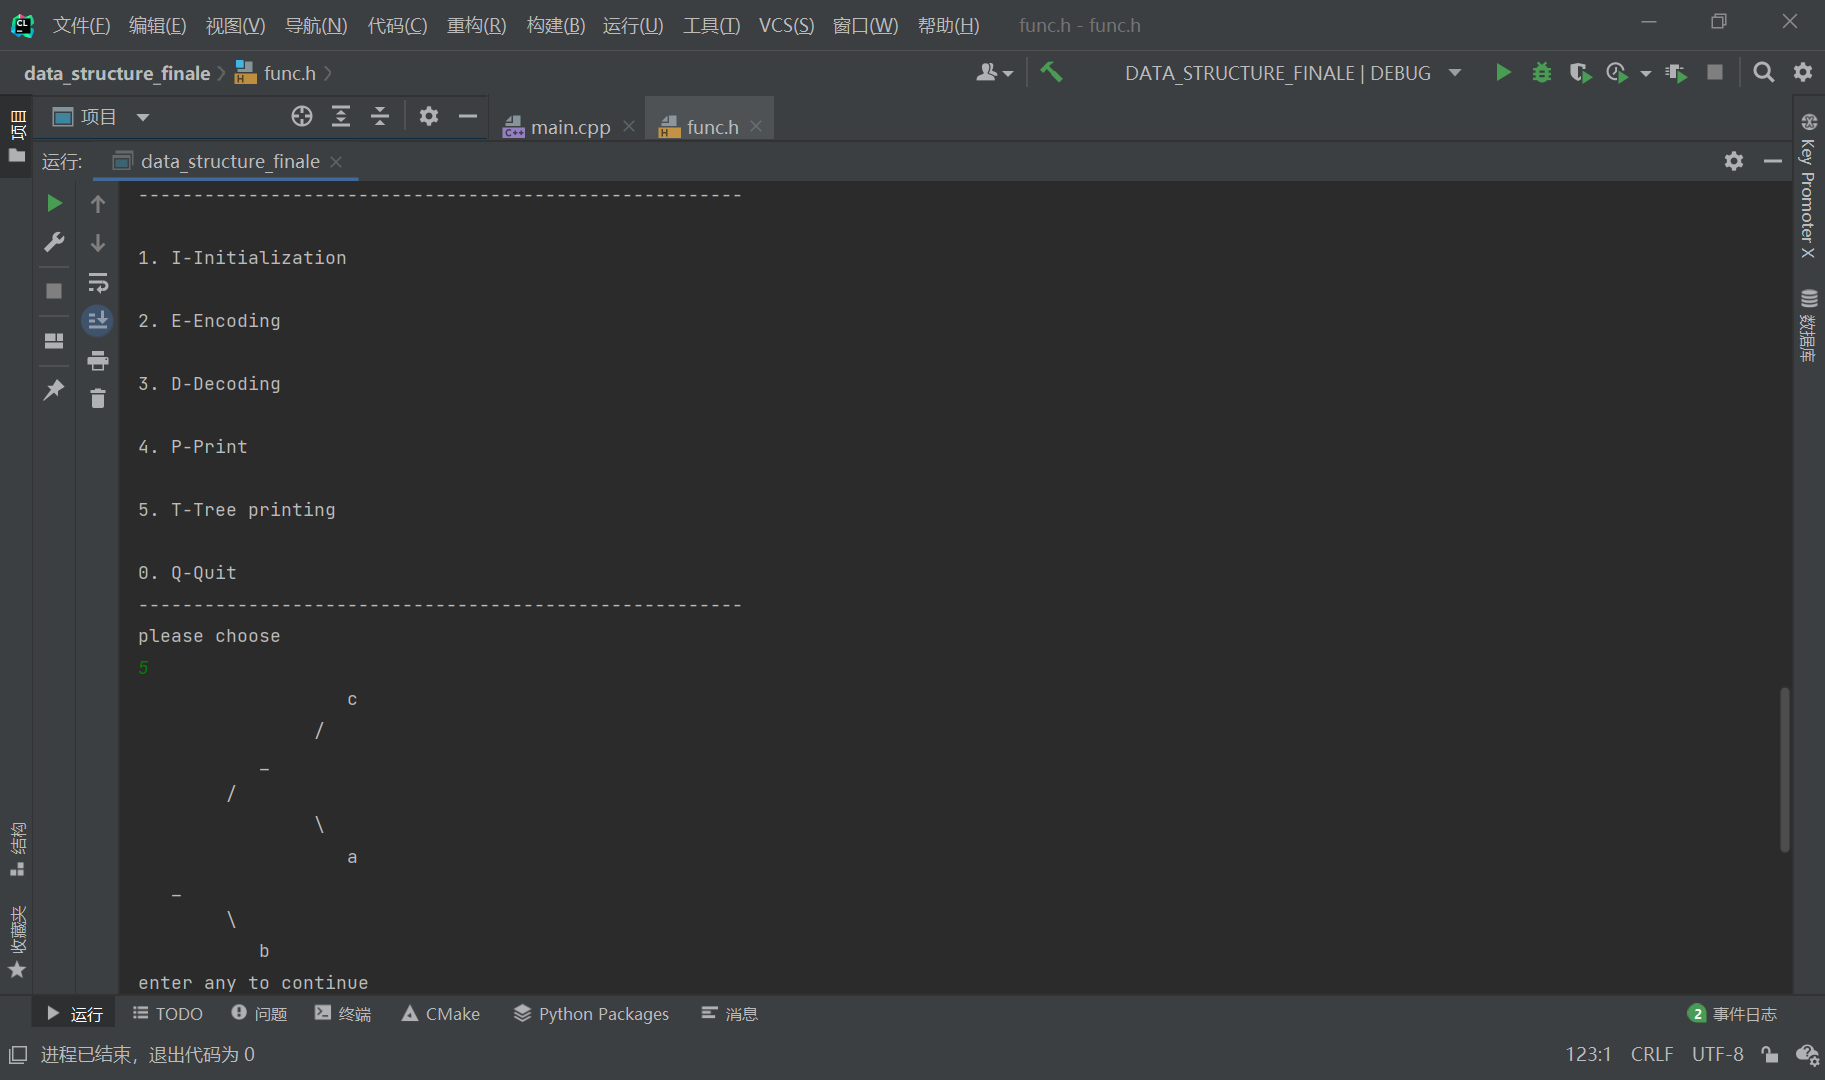 文件(F) 编辑(E) 视图(V) 导航(N) 代码(C) 重构(R) 构建(B) 运行(U) 工具(T) VCS(S) 窗口(W) 帮助(H) func.h - func.h
data_structure_finale func.h DATA_STRUCTURE_FINALE | DEBUG
项目 main.cpp func.h
运行: data_structure_finale
-------------------------------------------------------
1. I-Initialization
2. E-Encoding
3. D-Decoding
4. P-Print
5. T-Tree printing
0. Q-Quit
-------------------------------------------------------
please choose
5
c
/
_
/
\
a
_
\
b
enter any to continue
项目
结构
收藏夹
Key Promoter X
数据库
运行 TODO 问题 终端 CMake Python Packages 消息 2 事件日志
进程已结束，退出代码为 0 123:1 CRLF UTF-8